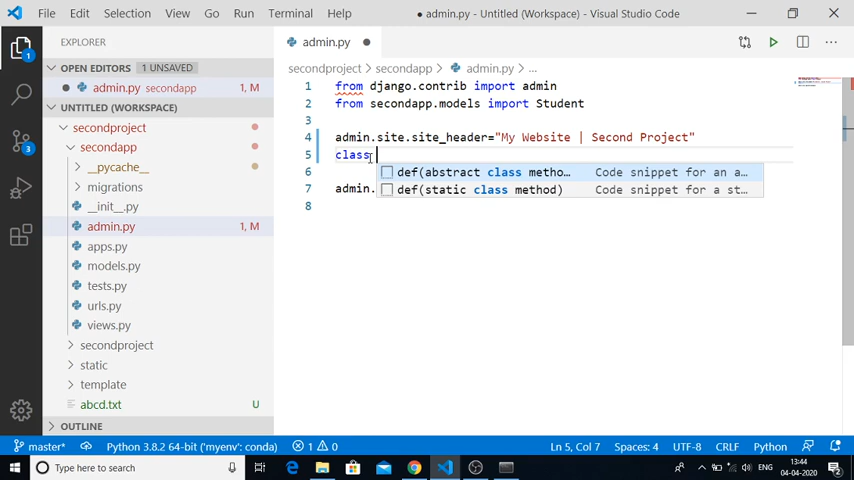 File Edit Selection View Go Run Terminal Help ● admin.py - Untitled (Workspace) - Visual Studio Code
EXPLORER
admin.py
OPEN EDITORS 1 UNSAVED
secondproject > secondapp > admin.py > ...
admin.py secondapp 1, M
UNTITLED (WORKSPACE)
secondproject
secondapp
__pycache__
migrations
__init__.py
admin.py 1, M
apps.py
models.py
tests.py
urls.py
views.py
secondproject
static
template
abcd.txt U
OUTLINE
1 from django.contrib import admin
2 from secondapp.models import Student
3
4 admin.site.site_header="My Website | Second Project"
5 class
6 def(abstract class metho... Code snippet for an a...
7 admin. def(static class method) Code snippet for a st...
8
master* Python 3.8.2 64-bit ('myenv': conda) 1 0 Ln 5, Col 7 Spaces: 4 UTF-8 CRLF Python
Type here to search
ENG
13:44
04-04-2020
2